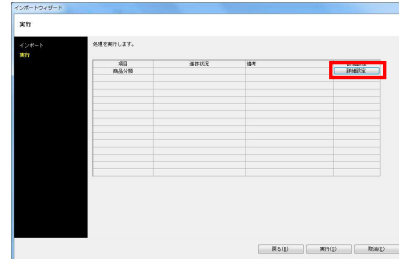 インポートウィザード
実行
インポート
実行
処理を実行します。
項目 進捗状況 備考 詳細設定
商品分類 詳細設定
戻る(B) 実行(E) 取消(C)